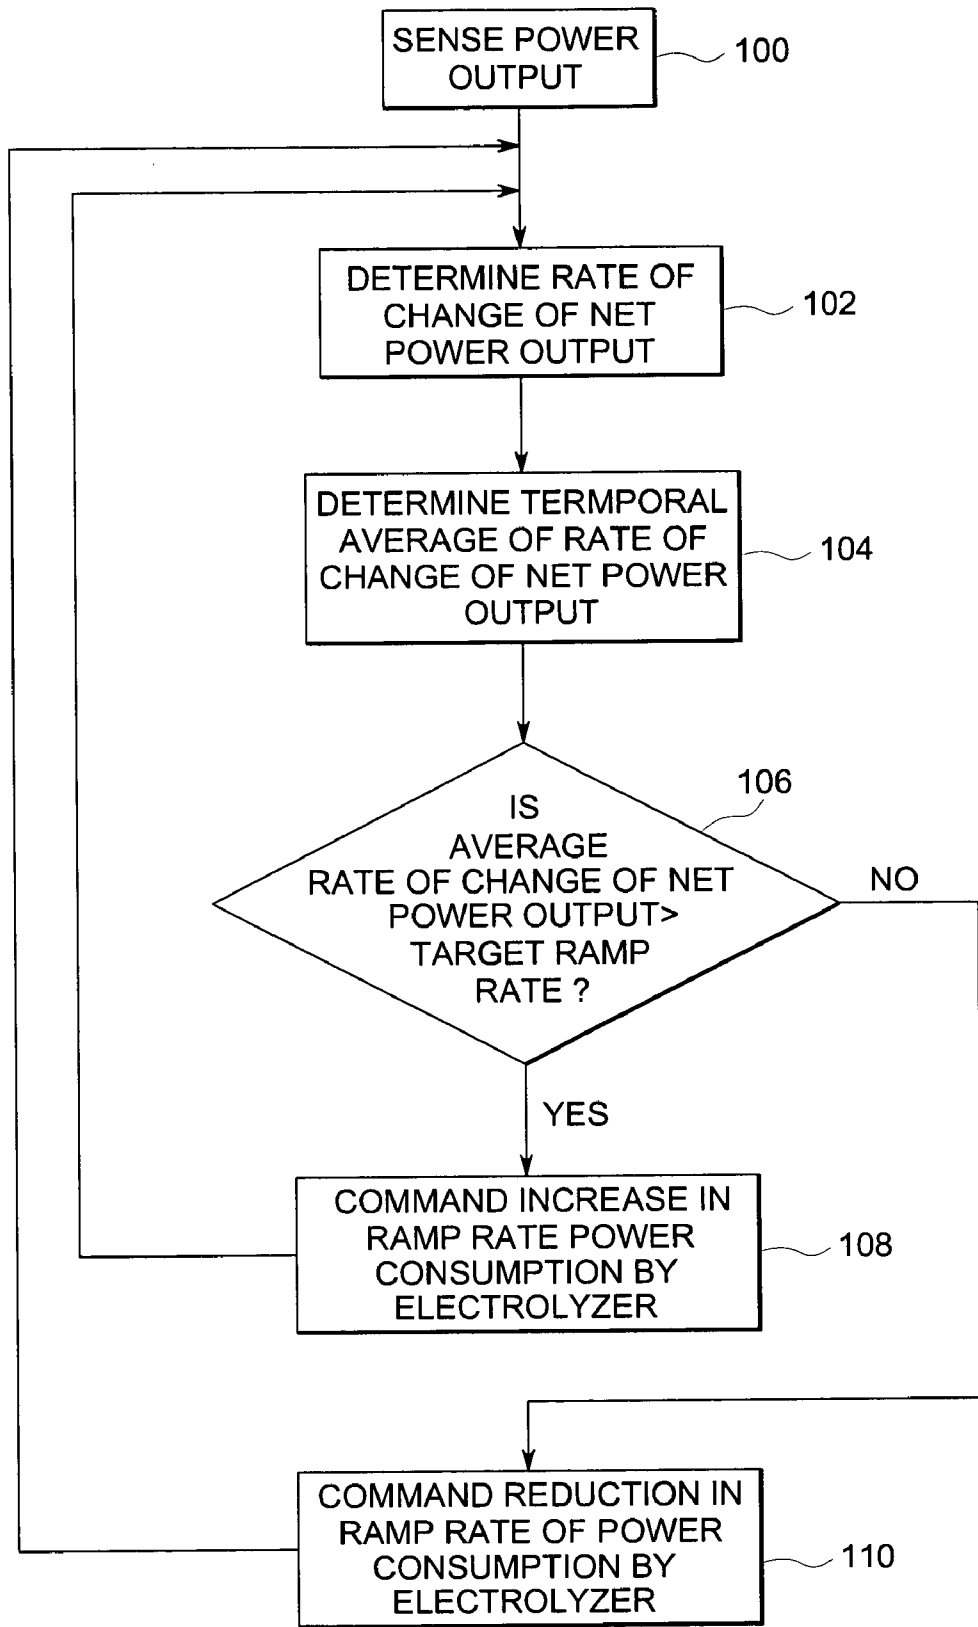 SENSE POWER
OUTPUT
100
DETERMINE RATE OF
CHANGE OF NET
POWER OUTPUT
102
DETERMINE TERMPORAL
AVERAGE OF RATE OF
CHANGE OF NET POWER
OUTPUT
104
106
IS
AVERAGE
RATE OF CHANGE OF NET
POWER OUTPUT>
TARGET RAMP
RATE ?
NO
YES
COMMAND INCREASE IN
RAMP RATE POWER
CONSUMPTION BY
ELECTROLYZER
108
COMMAND REDUCTION IN
RAMP RATE OF POWER
CONSUMPTION BY
ELECTROLYZER
110